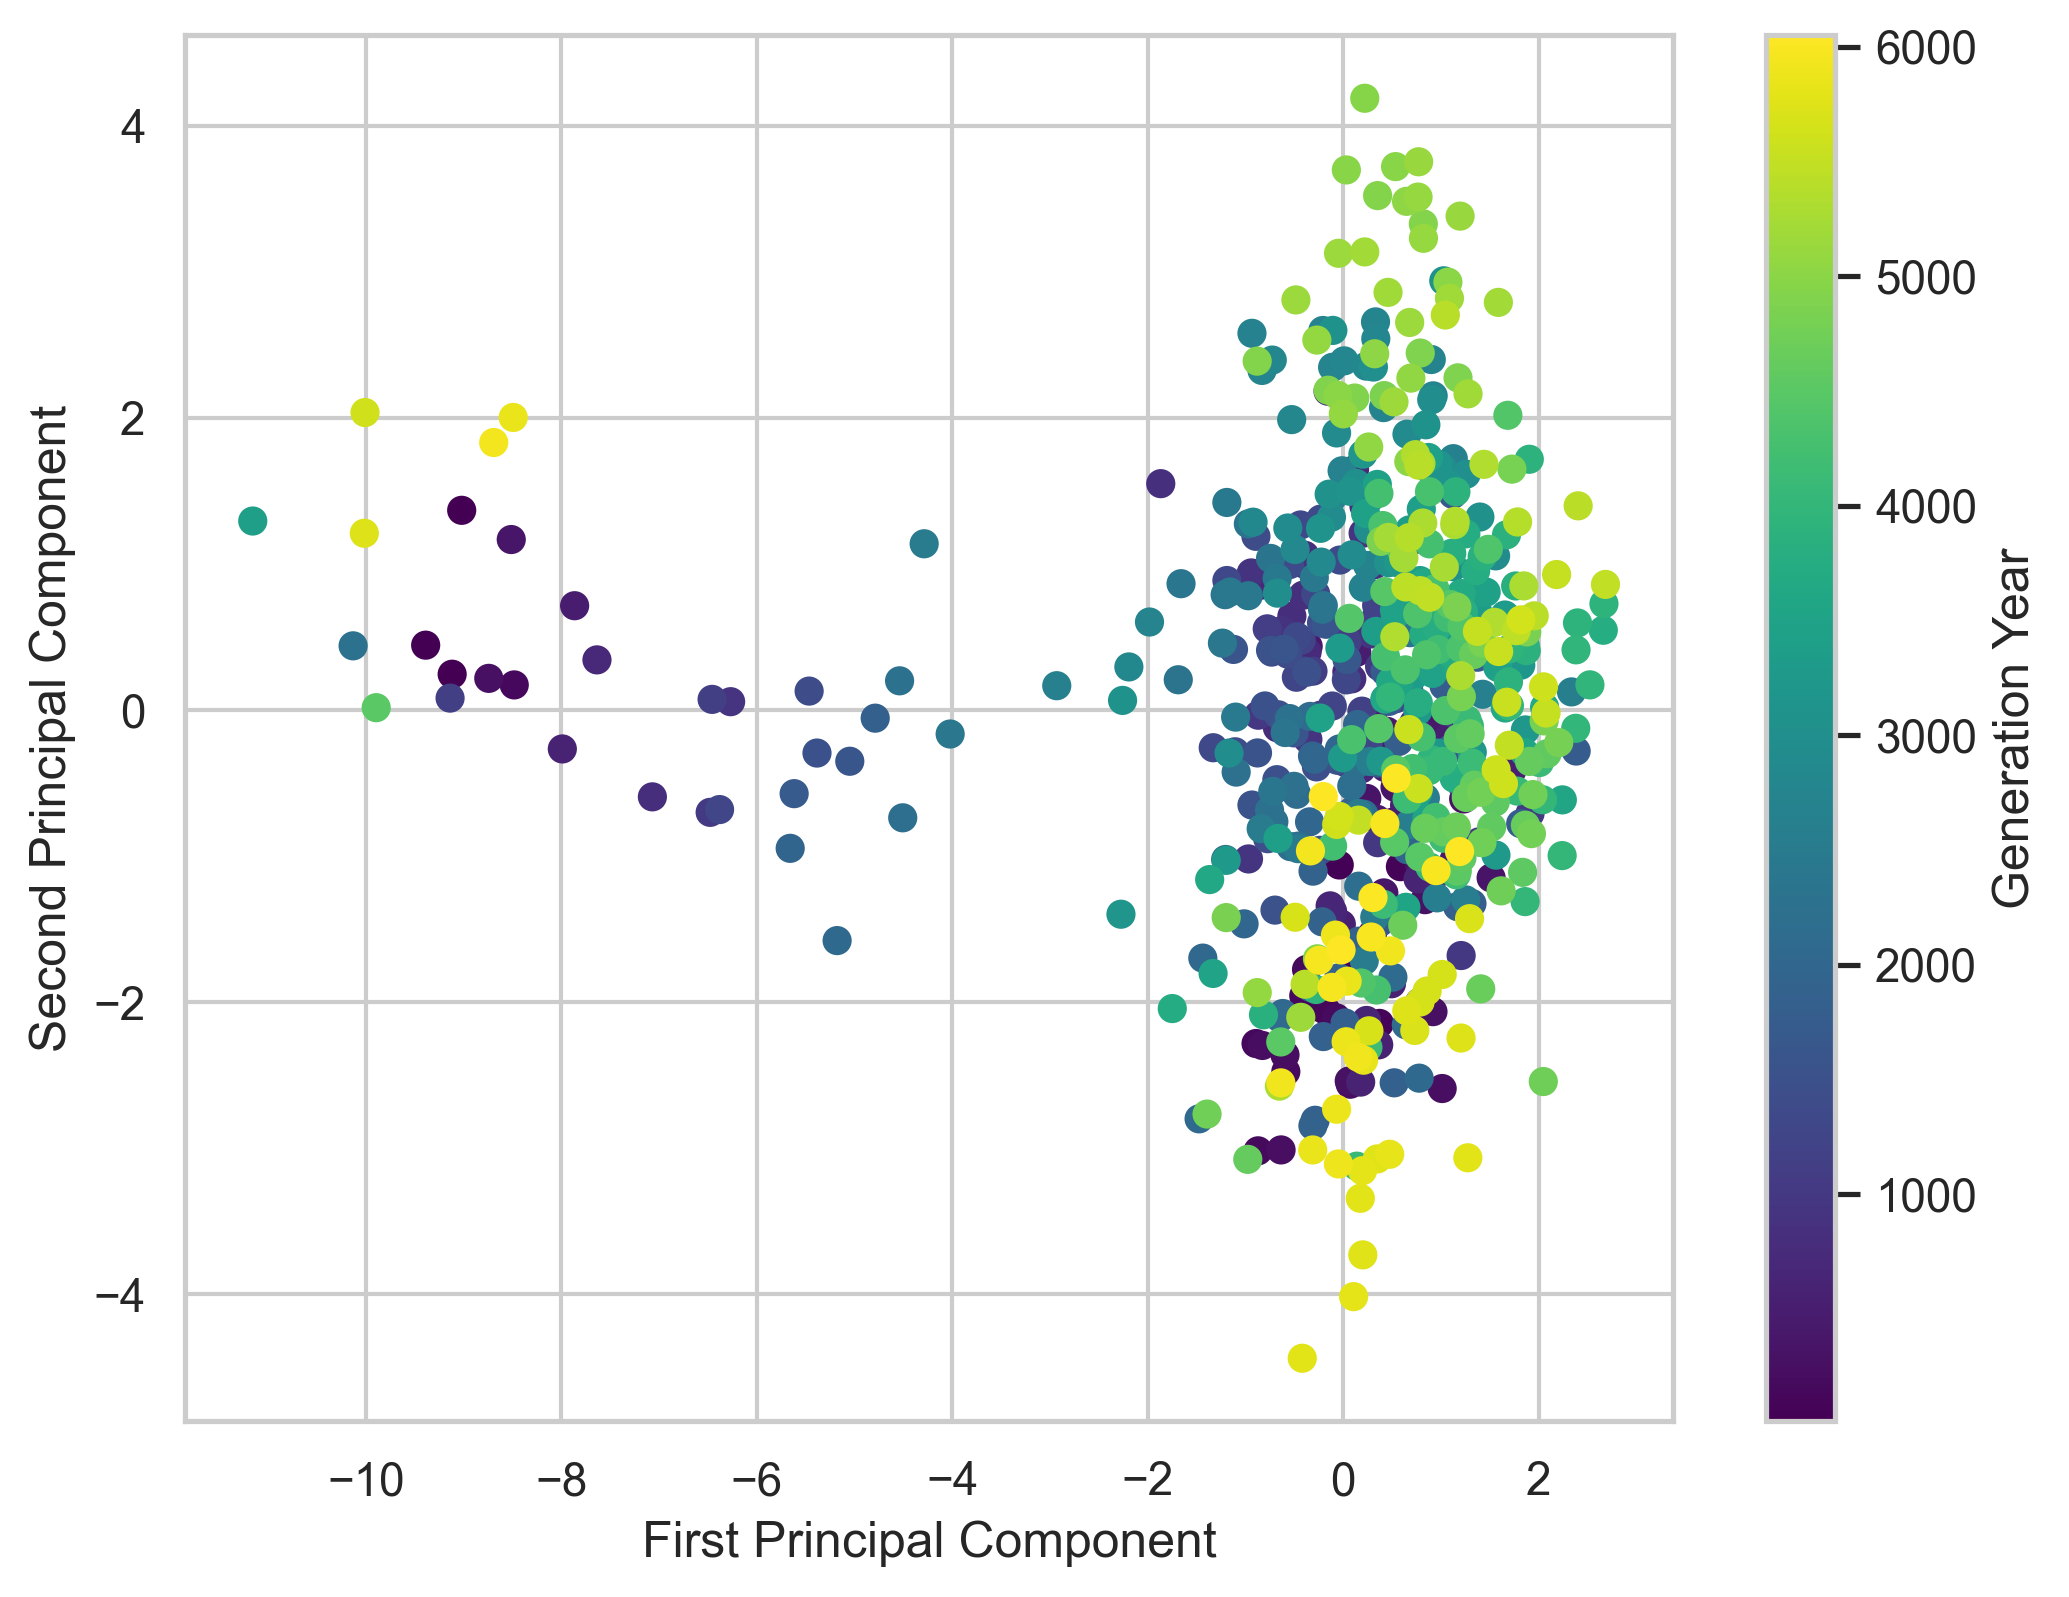 4
2
0
−2
−4
Second Principal Component
−10 −8 −6 −4 −2 0 2
First Principal Component
6000
5000
4000
3000
2000
1000
Generation Year